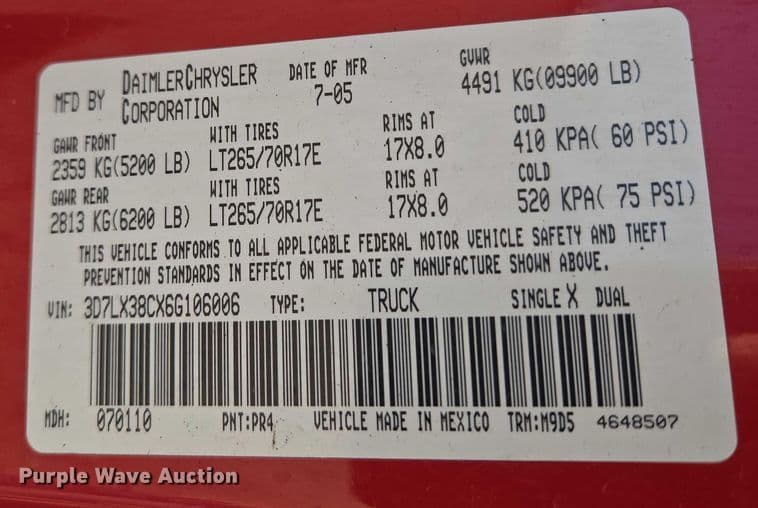 MFD BY DAIMLERCHRYSLER CORPORATION DATE OF MFR 7-05 GVWR 4491 KG(09900 LB)
GAWR FRONT WITH TIRES RIMS AT COLD
2359 KG(5200 LB) LT265/70R17E 17X8.0 410 KPA( 60 PSI)
GAWR REAR WITH TIRES RIMS AT COLD
2813 KG(6200 LB) LT265/70R17E 17X8.0 520 KPA( 75 PSI)
THIS VEHICLE CONFORMS TO ALL APPLICABLE FEDERAL MOTOR VEHICLE SAFETY AND THEFT
PREVENTION STANDARDS IN EFFECT ON THE DATE OF MANUFACTURE SHOWN ABOVE.
VIN: 3D7LX38CX6G106006 TYPE: TRUCK SINGLE X DUAL
MDH: 070110 PNT:PR4 VEHICLE MADE IN MEXICO TRM:M9D5 4648507
Purple Wave Auction